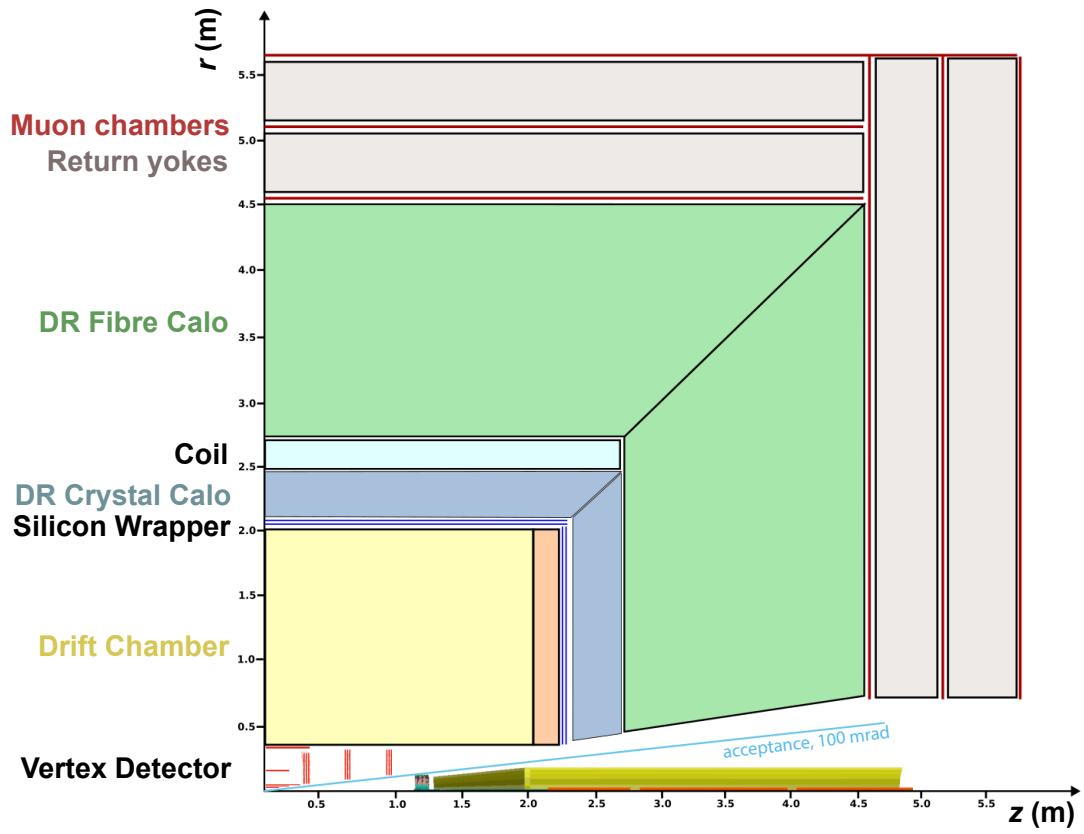 r (m)
5.5
Muon chambers
5.0
Return yokes
4.5
4.0
DR Fibre Calo
3.5
3.0
Coil
2.5
DR Crystal Calo
Silicon Wrapper
2.0
1.5
Drift Chamber
1.0
0.5
acceptance, 100 mrad
Vertex Detector
0.5 1.0 1.5 2.0 2.5 3.0 3.5 4.0 4.5 5.0 5.5
z (m)